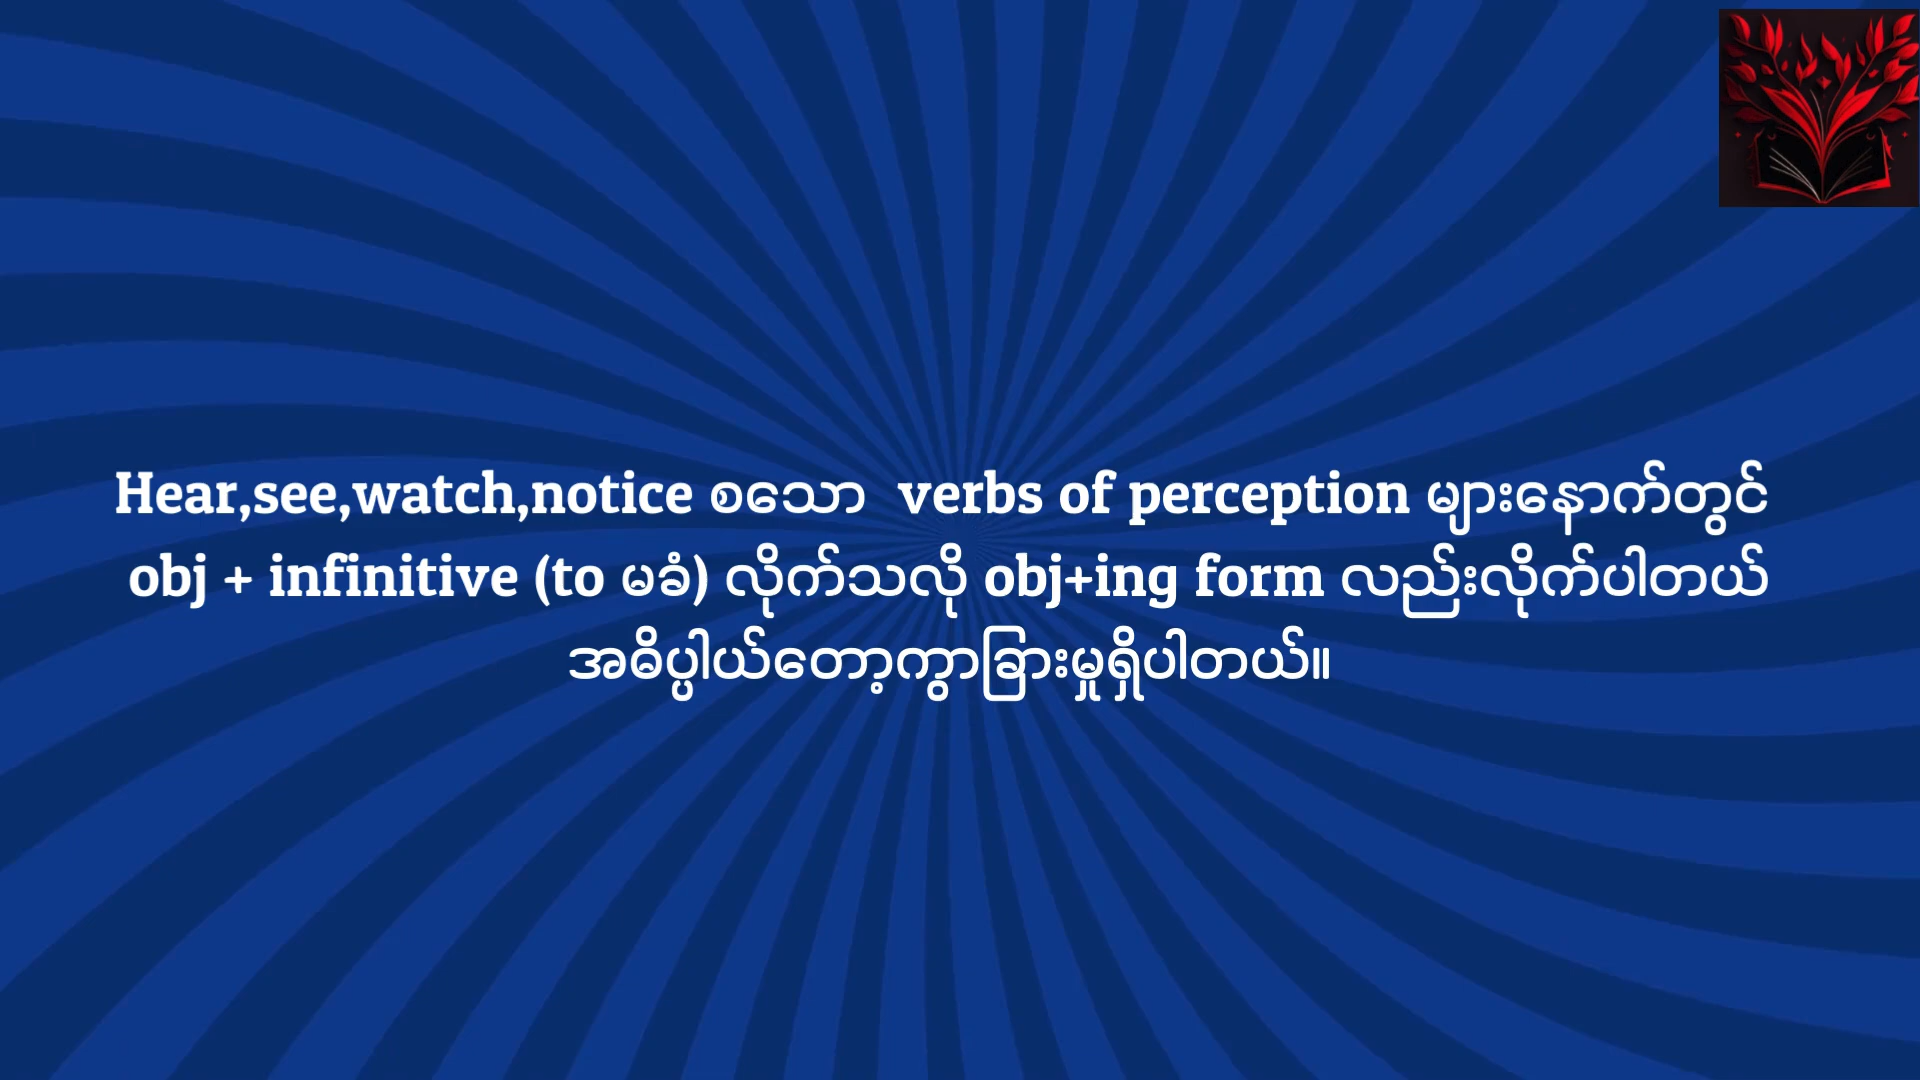 Hear,see,watch,notice စသော verbs of perception များနောက်တွင်
obj + infinitive (to မခံ) လိုက်သလို obj+ing form လည်းလိုက်ပါတယ်
အဓိပ္ပါယ်တော့ကွာခြားမှုရှိပါတယ်။